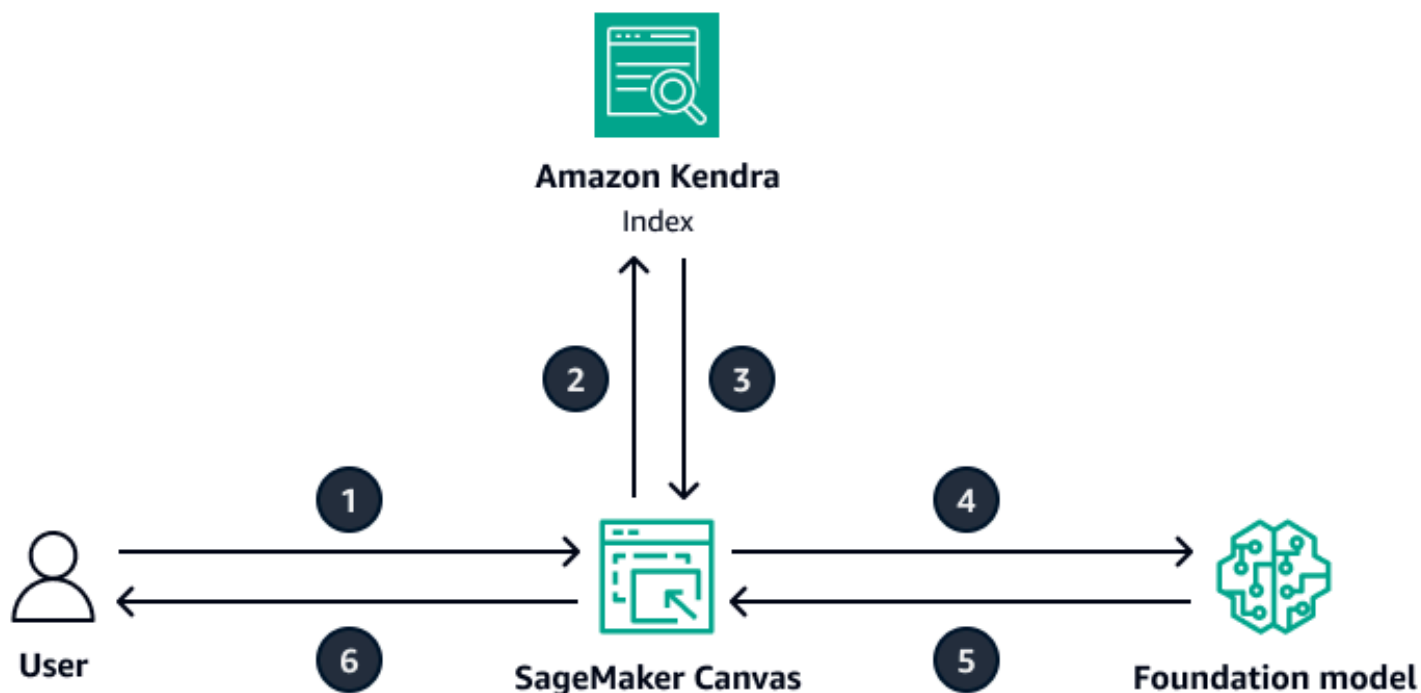 Amazon Kendra
Index
2
3
1
4
6
5
User
SageMaker Canvas
Foundation model